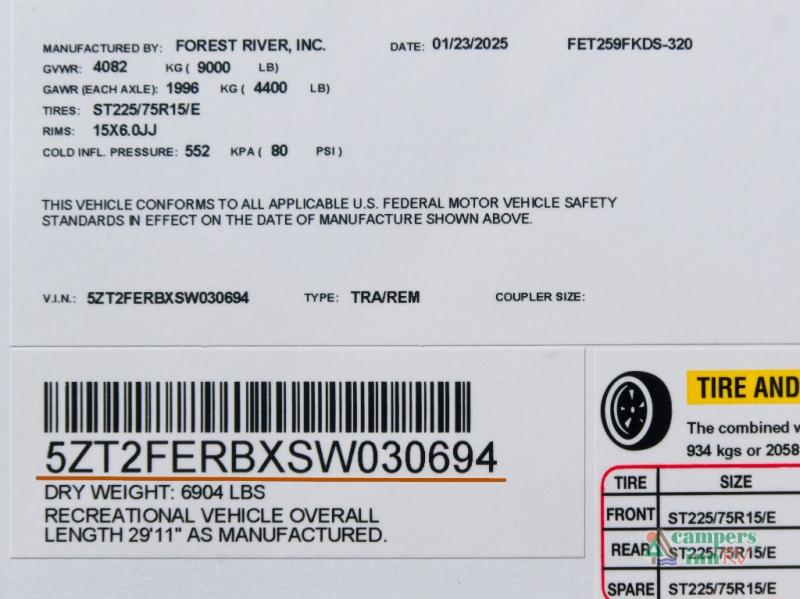 MANUFACTURED BY: FOREST RIVER, INC. DATE: 01/23/2025 FET259FKDS-320
GVWR: 4082 KG ( 9000 LB)
GAWR (EACH AXLE): 1996 KG ( 4400 LB)
TIRES: ST225/75R15/E
RIMS: 15X6.0JJ
COLD INFL. PRESSURE: 552 KPA ( 80 PSI )
THIS VEHICLE CONFORMS TO ALL APPLICABLE U.S. FEDERAL MOTOR VEHICLE SAFETY
STANDARDS IN EFFECT ON THE DATE OF MANUFACTURE SHOWN ABOVE.
V.I.N.: 5ZT2FERBXSW030694 TYPE: TRA/REM COUPLER SIZE:
5ZT2FERBXSW030694
DRY WEIGHT: 6904 LBS
RECREATIONAL VEHICLE OVERALL
LENGTH 29'11" AS MANUFACTURED.
TIRE AND
The combined
934 kgs or 2058
TIRE SIZE
FRONT ST225/75R15/E
REAR ST225/75R15/E
SPARE ST225/75R15/E
campers
inn RV